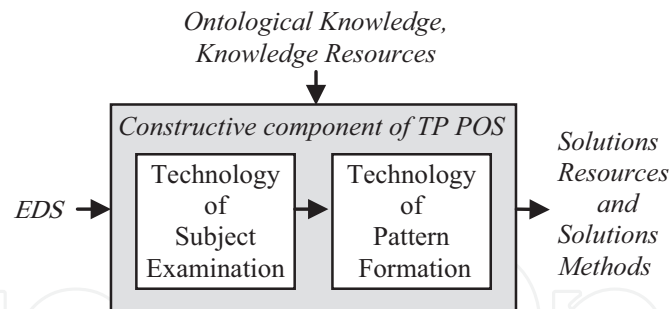 Ontological Knowledge,
Knowledge Resources
Constructive component of TP POS
EDS
Technology
of
Subject
Examination
Technology
of
Pattern
Formation
Solutions
Resources
and
Solutions
Methods